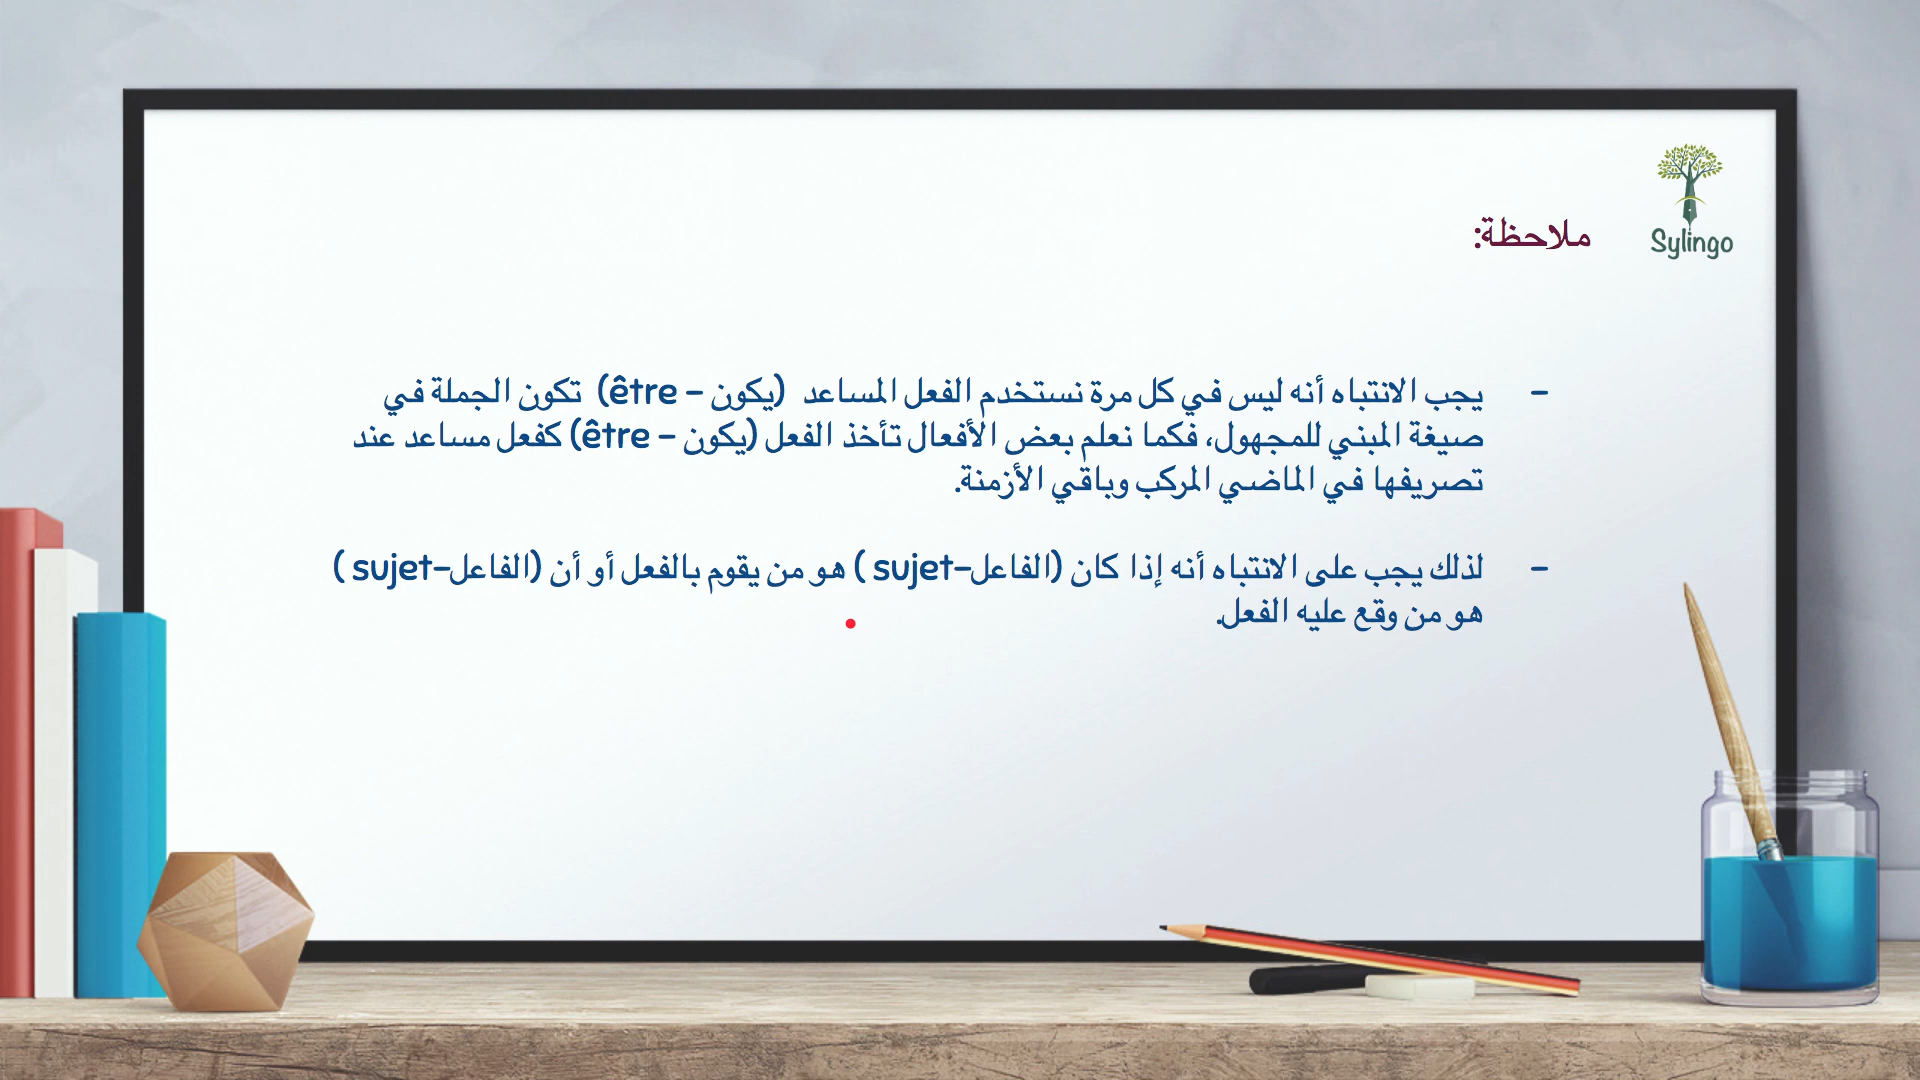 Sylingo
ملاحظة:
– يجب الانتباه أنه ليس في كل مرة نستخدم الفعل المساعد (يكون – être) تكون الجملة في
صيغة المبني للمجهول، فكما نعلم بعض الأفعال تأخذ الفعل (يكون – être) كفعل مساعد عند
تصريفها في الماضي المركب وباقي الأزمنة.
– لذلك يجب على الانتباه أنه إذا كان (الفاعل–sujet ) هو من يقوم بالفعل أو أن (الفاعل–sujet )
هو من وقع عليه الفعل.